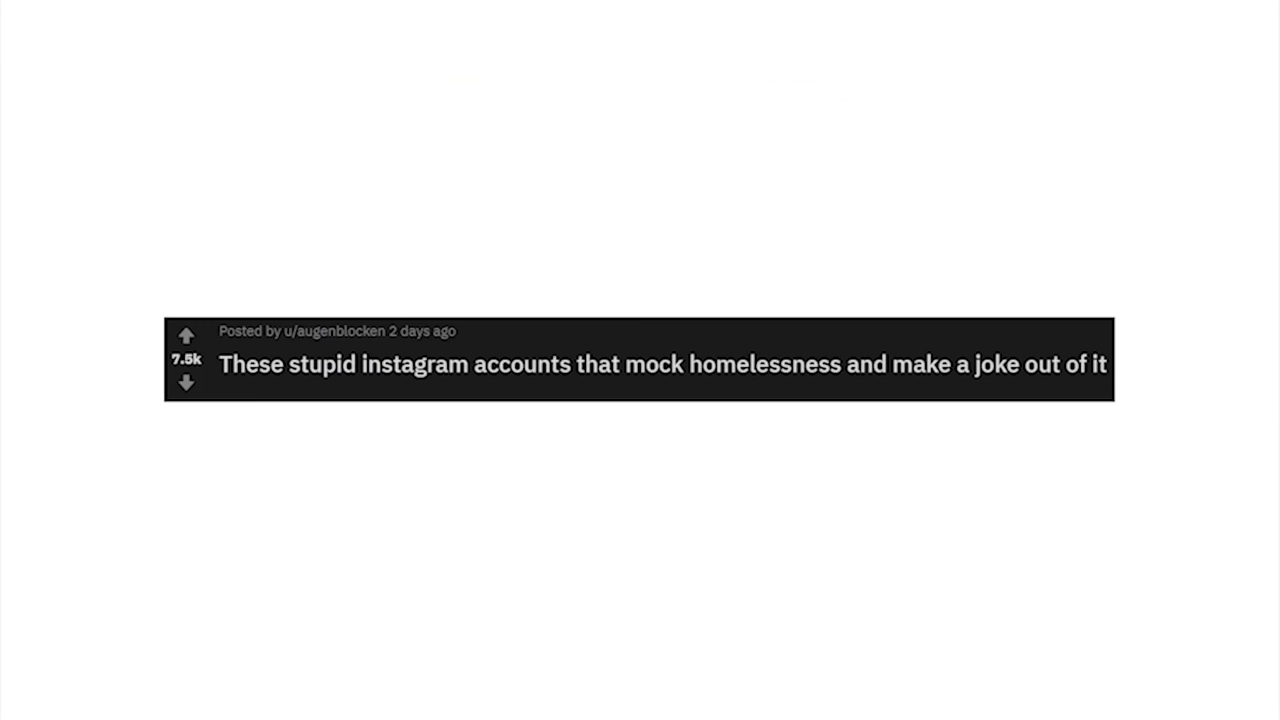 Posted by u/augenblocken 2 days ago
7.5k
These stupid instagram accounts that mock homelessness and make a joke out of it